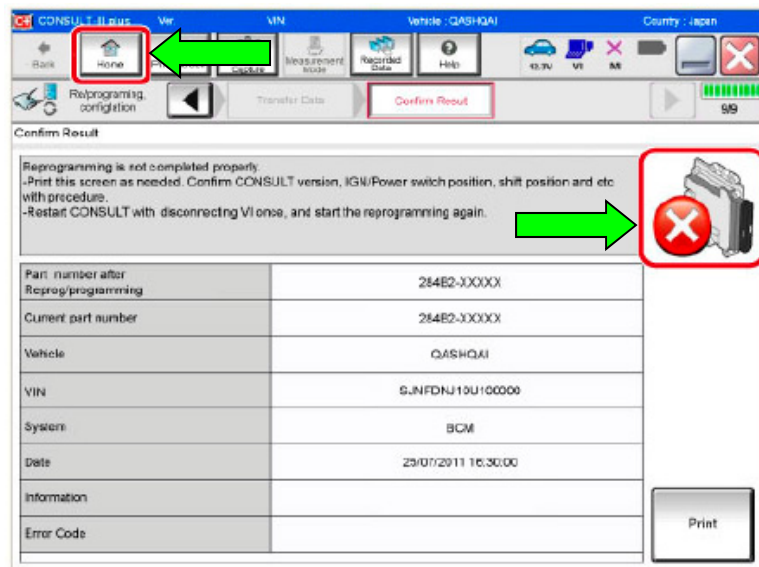 CONSULT-III plus Ver. VIN: Vehicle : QASHQAI Country : Japan
Back Home Capture Measurement Mode Recorded Data Help 12.3V VI MI
Re/programing, configlation Transfer Data Confirm Result 9/9
Confirm Result
Reprogramming is not completed properly.
-Print this screen as needed. Confirm CONSULT version, IGN/Power switch position, shift position and etc
with procedure.
-Restart CONSULT with disconnecting VI once, and start the reprogramming again.
Part number after
Reprog/programming
284B2-XXXXX
Current part number 284B2-XXXXX
Vehicle QASHQAI
VIN SJNFDNJ10U100000
System BCM
Date 25/07/2011 16:30:00
Information
Error Code
Print